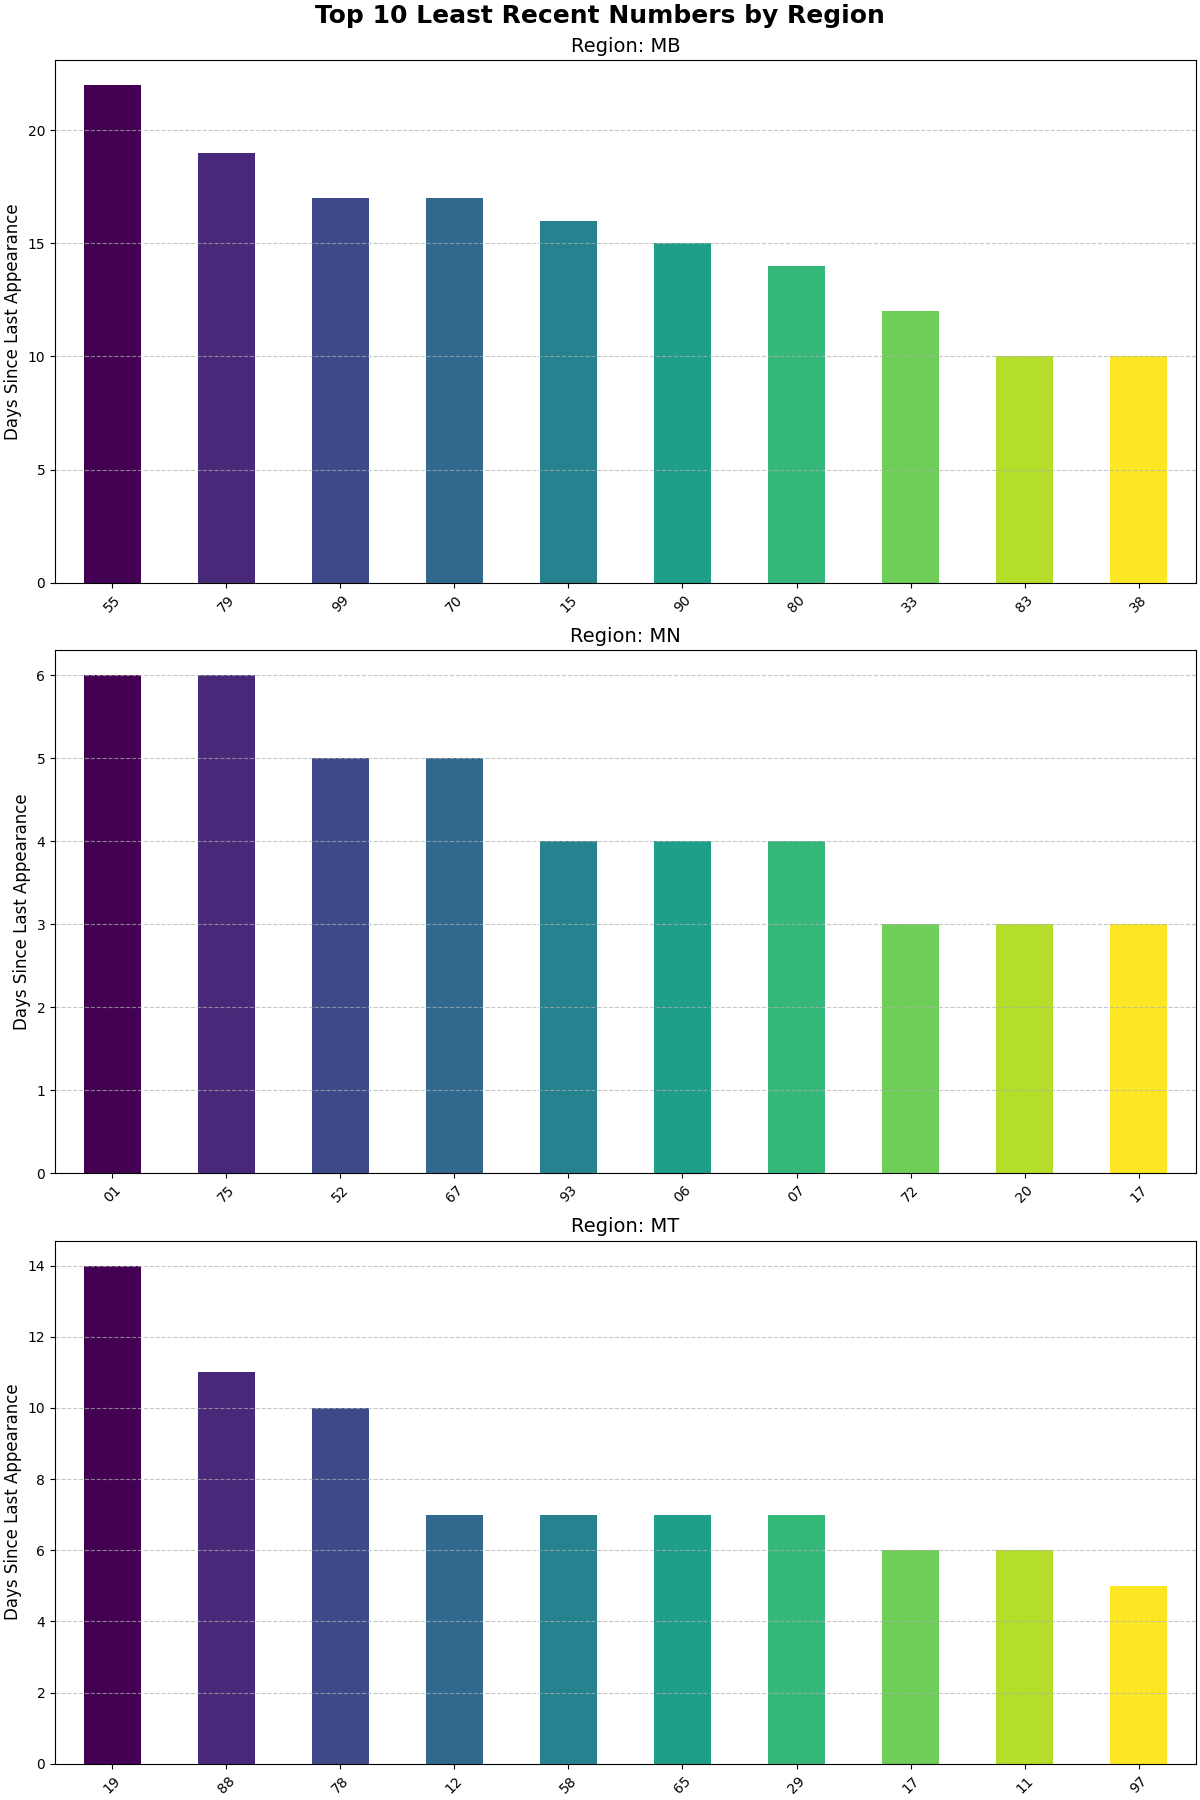 Top 10 Least Recent Numbers by Region
Region: MB
Days Since Last Appearance
20
15
10
5
0
55 79 99 70 15 90 80 33 83 38
Region: MN
Days Since Last Appearance
6
5
4
3
2
1
0
01 75 52 67 93 06 07 72 20 17
Region: MT
Days Since Last Appearance
14
12
10
8
6
4
2
0
19 88 78 12 58 65 29 17 11 97